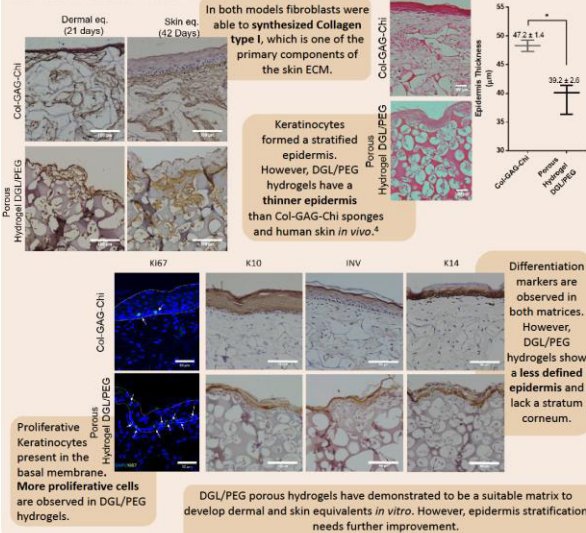 Dermal eq.
(21 Days)
Skin eq.
(42 Days)
Col-GAG-Chi
Porous
Hydrogel DGL/PEG
In both models fibroblasts were
able to synthesized Collagen
type I, which is one of the
primary components of
the skin ECM.
Keratinocytes
formed a stratified
epidermis.
However, DGL/PEG
hydrogels have a
thinner epidermis
than Col-GAG-Chi sponges
and human skin in vivo.⁴
Col-GAG-Chi
Porous
Hydrogel DGL/PEG
Epidermis Thickness
(μm)
55
50
45
40
35
30
*
47.2 ± 1.4
39.2 ± 2.6
Col-GAG-Chi
Porous
Hydrogel
DGL/PEG
Ki67
K10
INV
K14
Col-GAG-Chi
Porous
Hydrogel DGL/PEG
Differentiation
markers are
observed in
both matrices.
However,
DGL/PEG
hydrogels show
a less defined
epidermis and
lack a stratum
corneum.
Proliferative
Keratinocytes
present in the
basal membrane.
More proliferative cells
are observed in DGL/PEG
hydrogels.
DGL/PEG porous hydrogels have demonstrated to be a suitable matrix to
develop dermal and skin equivalents in vitro. However, epidermis stratification
needs further improvement.